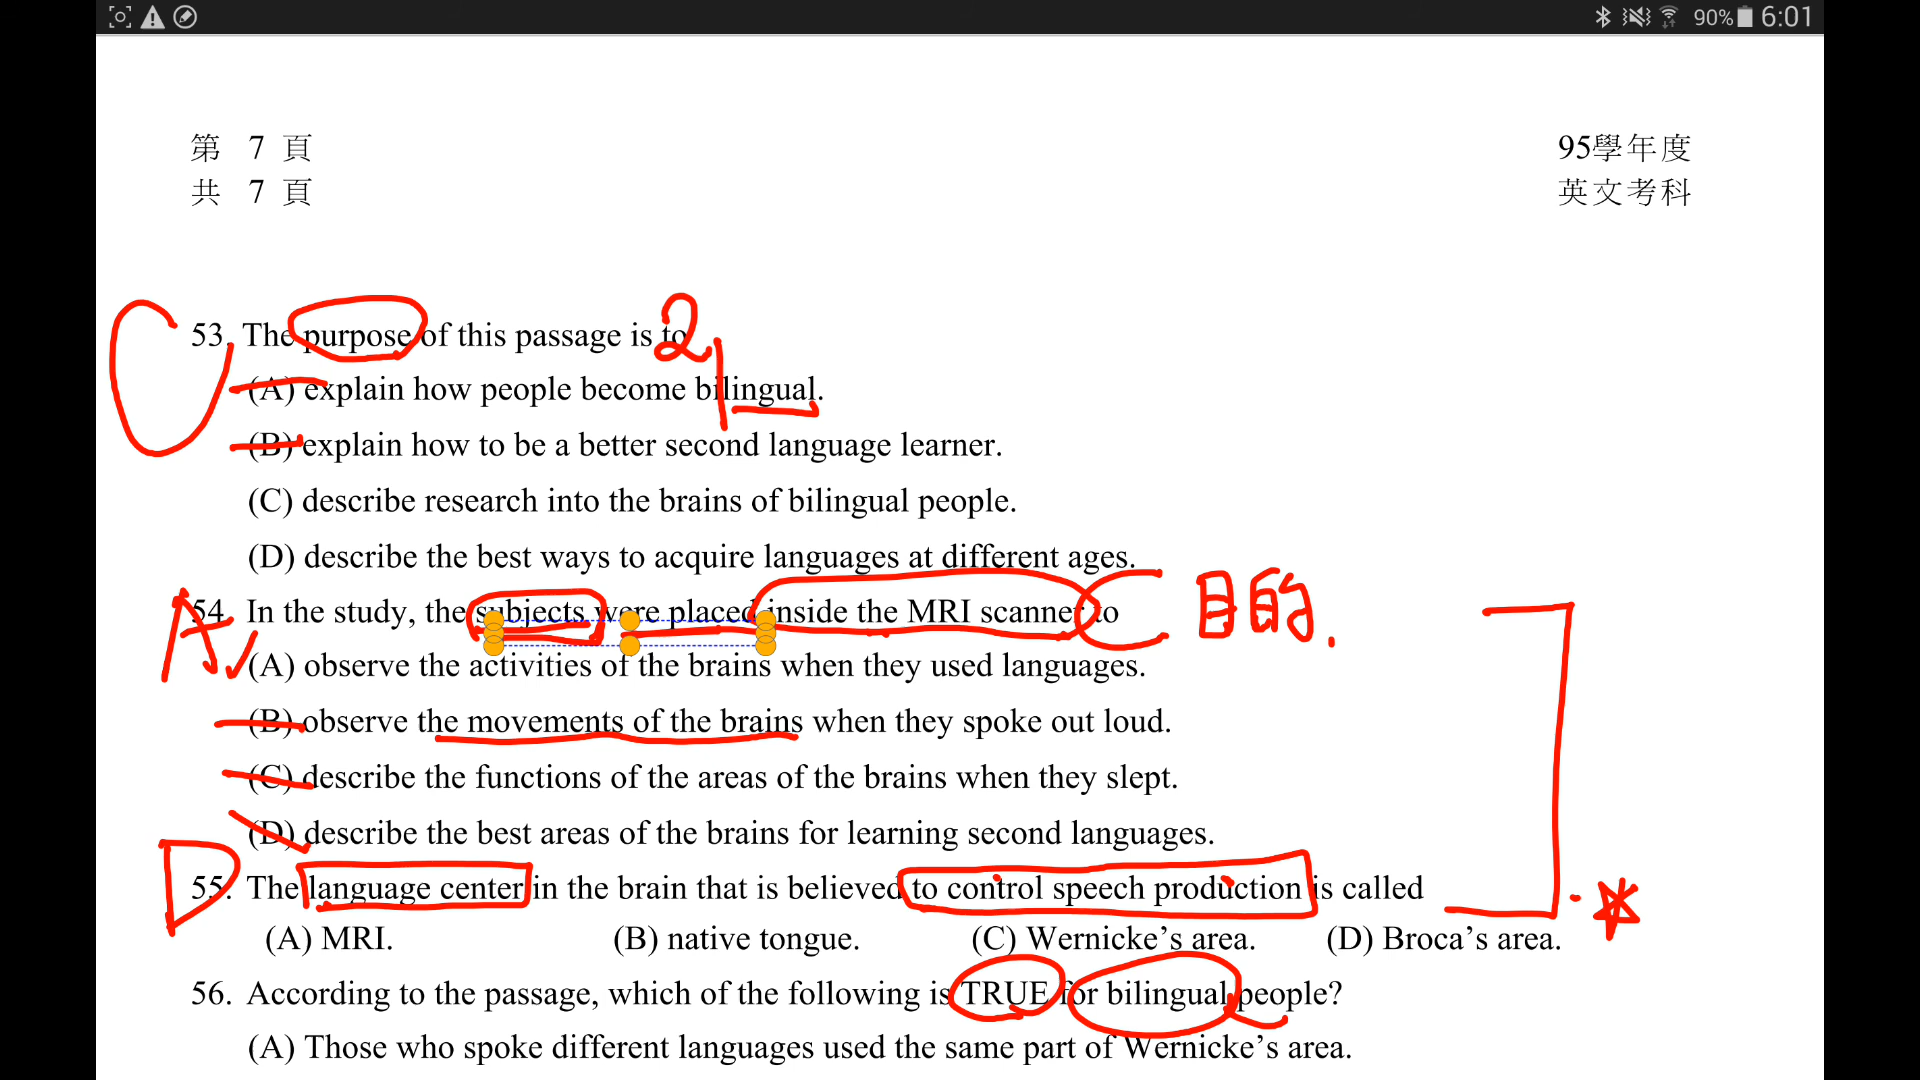 90% 6:01
第 7 頁
95學年度
共 7 頁
英文考科
C
2
53. The purpose of this passage is to
(A) explain how people become bilingual.
(B) explain how to be a better second language learner.
(C) describe research into the brains of bilingual people.
(D) describe the best ways to acquire languages at different ages.
A
54. In the study, the subjects were placed inside the MRI scanner to
目的.
(A) observe the activities of the brains when they used languages.
(B) observe the movements of the brains when they spoke out loud.
(C) describe the functions of the areas of the brains when they slept.
(D) describe the best areas of the brains for learning second languages.
D
55. The language center in the brain that is believed to control speech production is called
(A) MRI. (B) native tongue. (C) Wernicke’s area. (D) Broca’s area.
56. According to the passage, which of the following is TRUE for bilingual people?
(A) Those who spoke different languages used the same part of Wernicke’s area.